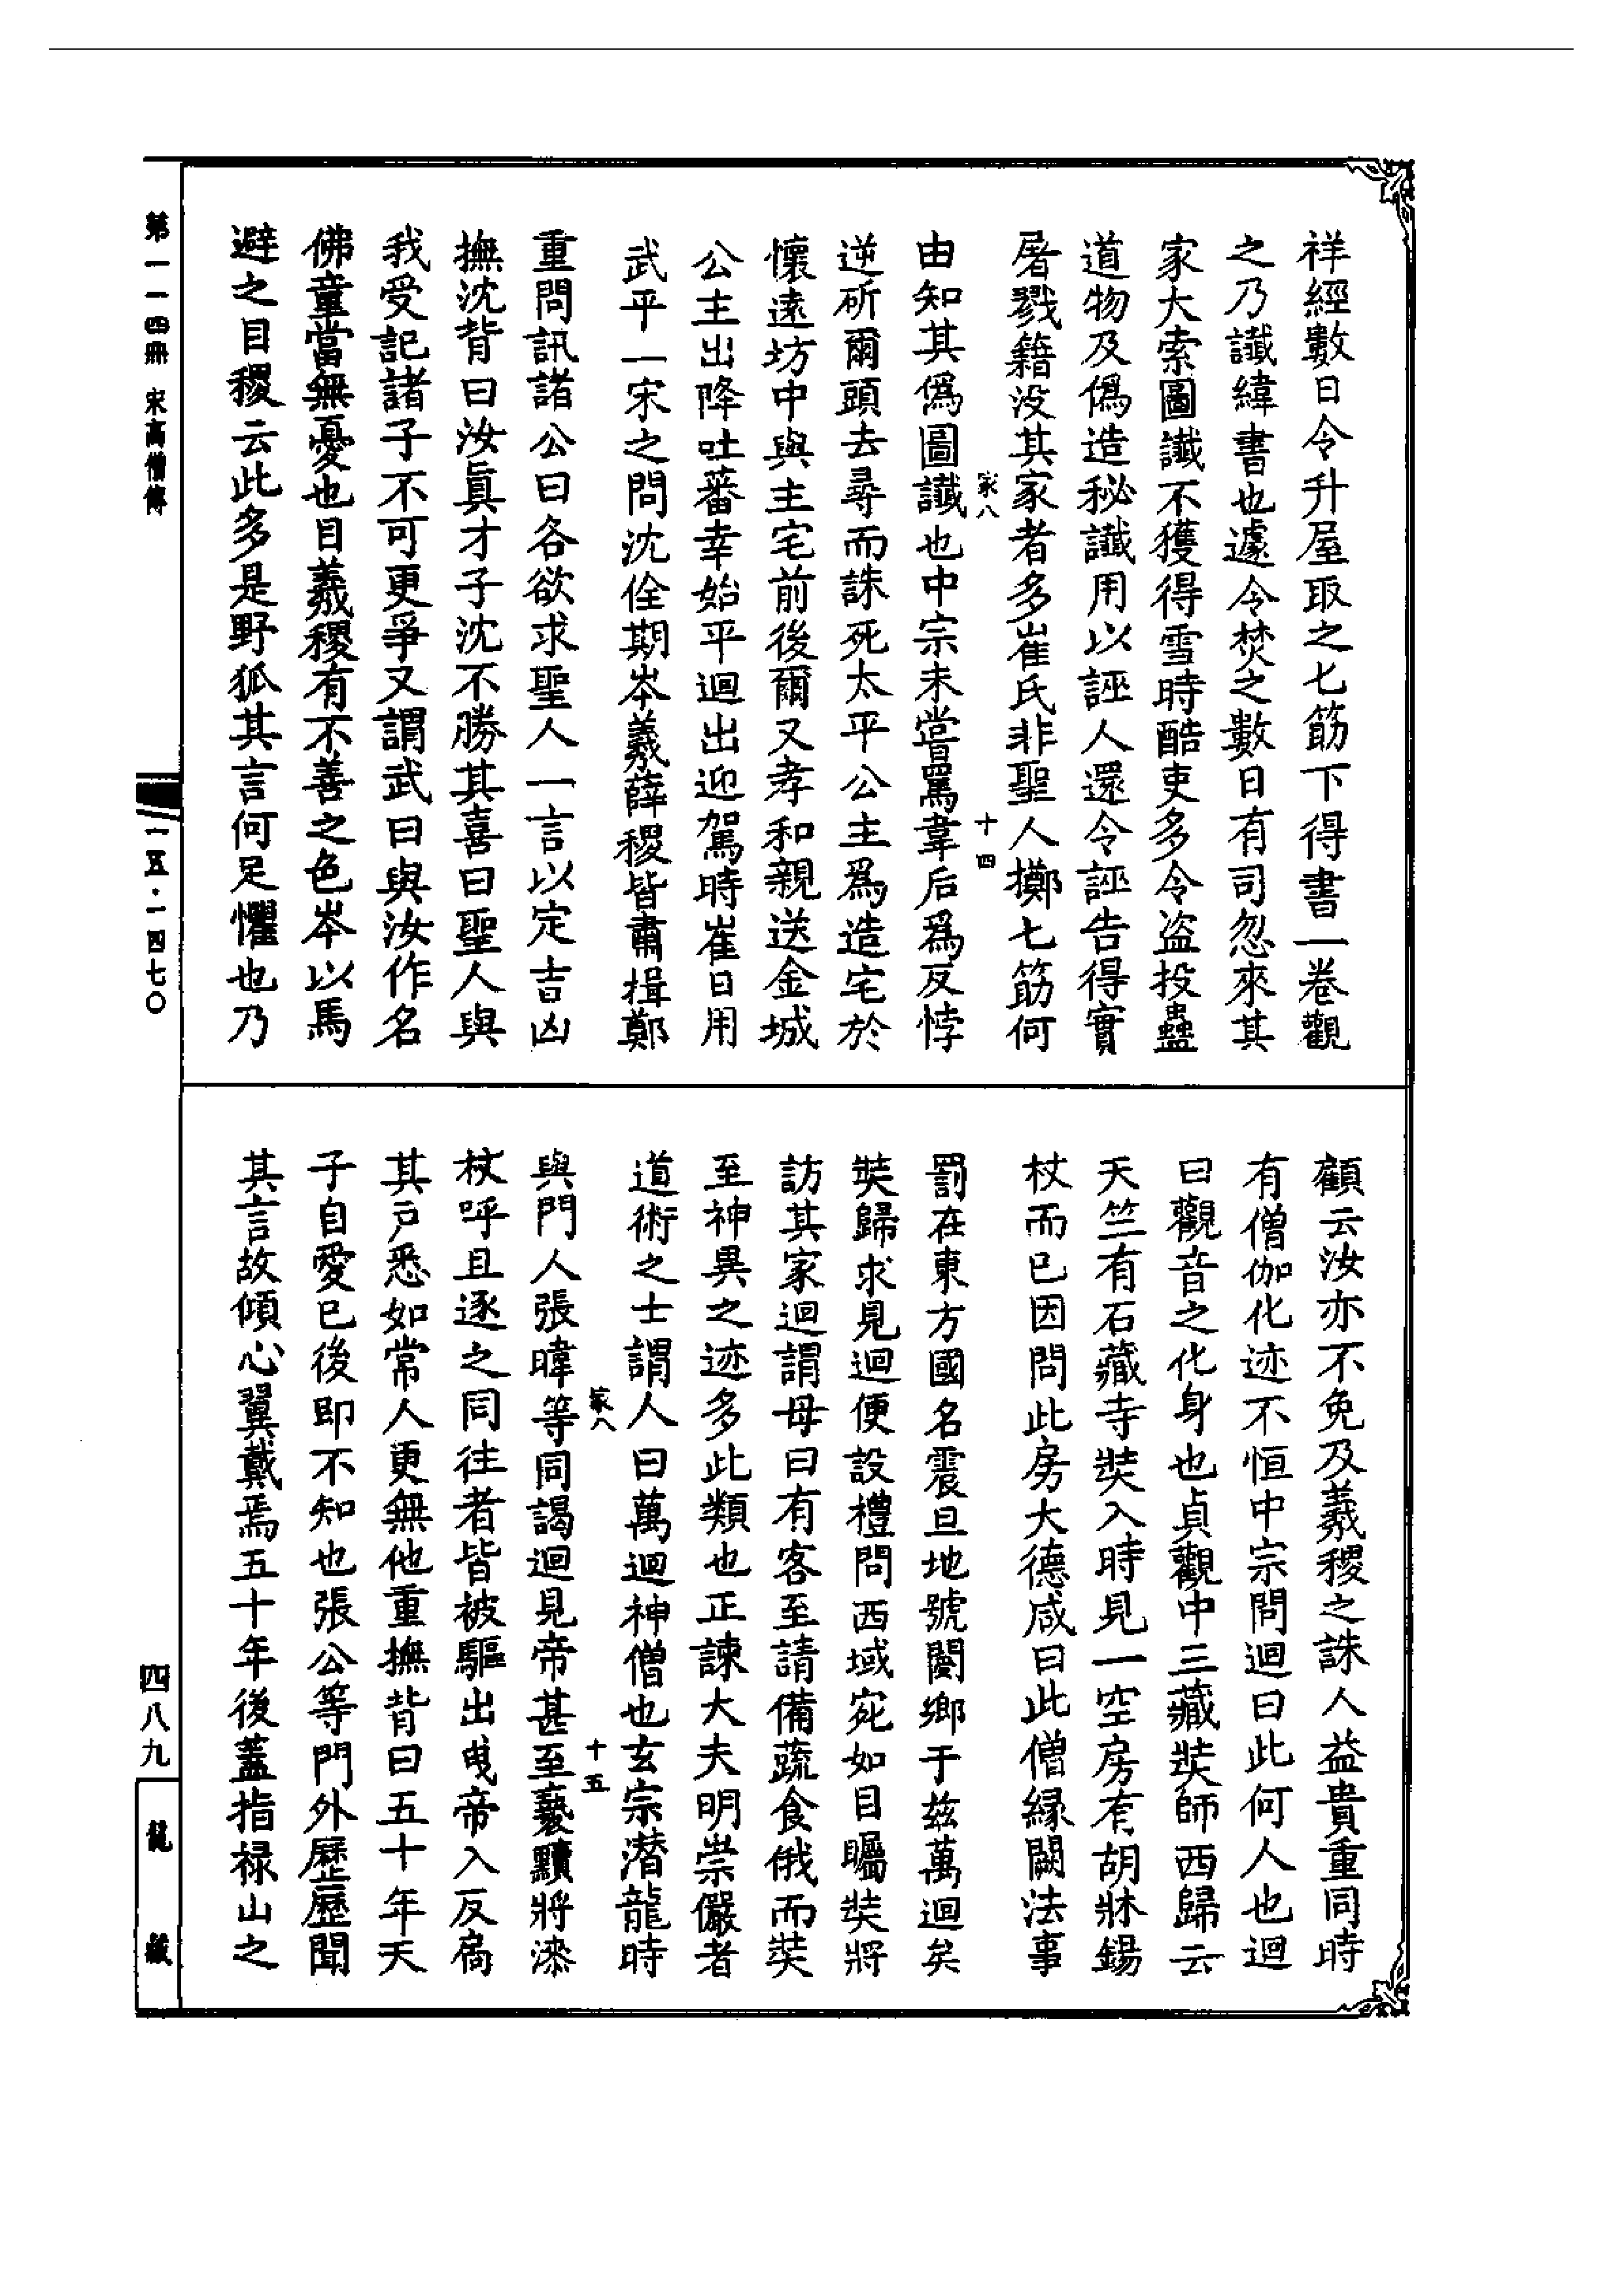 祥經數日令升屋取之七筯下得書一卷觀
之乃讖緯書也遽令焚之數日有司忽來其
家大索圖讖不獲得雪時酷吏多令盜投蠱
道物及僞造秘讖用以誣人還令誣告得實
屠戮籍没其家者多崔氏非聖人擲七筯何
家八 十四
由知其僞圖讖也中宗末嘗罵韋后爲反悖
逆斫爾頭去尋而誅死太平公主爲造宅於
懷遠坊中與主宅前後爾又孝和親送金城
公主出降吐蕃幸始平迴出迎駕時崔日用
武平一宋之問沈佺期岑羲薛稷皆肅揖鄭
重問訊諸公曰各欲求聖人一言以定吉凶
撫沈背曰汝眞才子沈不勝其喜曰聖人與
我受記諸子不可更爭又謂武曰與汝作名
佛童當無憂也目羲稷有不善之色岑以馬
避之目稷云此多是野狐其言何足懼也乃
顧云汝亦不免及羲稷之誅人益貴重同時
有僧伽化迹不恒中宗問迴曰此何人也迴
曰觀音之化身也貞觀中三藏奘師西歸云
天竺有石藏寺奘入時見一空房有胡牀錫
杖而已因問此房大德咸曰此僧緣闕法事
罰在東方國名震旦地號閿鄉于兹萬迴矣
奘歸求見迴便設禮問西域宛如目矚奘將
訪其家迴謂母曰有客至請備蔬食俄而奘
至神異之迹多此類也正諫大夫明崇儼者
道術之士謂人曰萬迴神僧也玄宗潜龍時
家八 十五
與門人張暐等同謁迴見帝甚至褻黷將漆
杖呼且逐之同往者皆被驅出曵帝入反扃
其戸悉如常人更無他重撫背曰五十年天
子自愛已後即不知也張公等門外歷歷聞
其言故傾心翼戴焉五十年後蓋指禄山之
第一一四冊 宋高僧傳
一五·一四七〇
四八九
龍藏